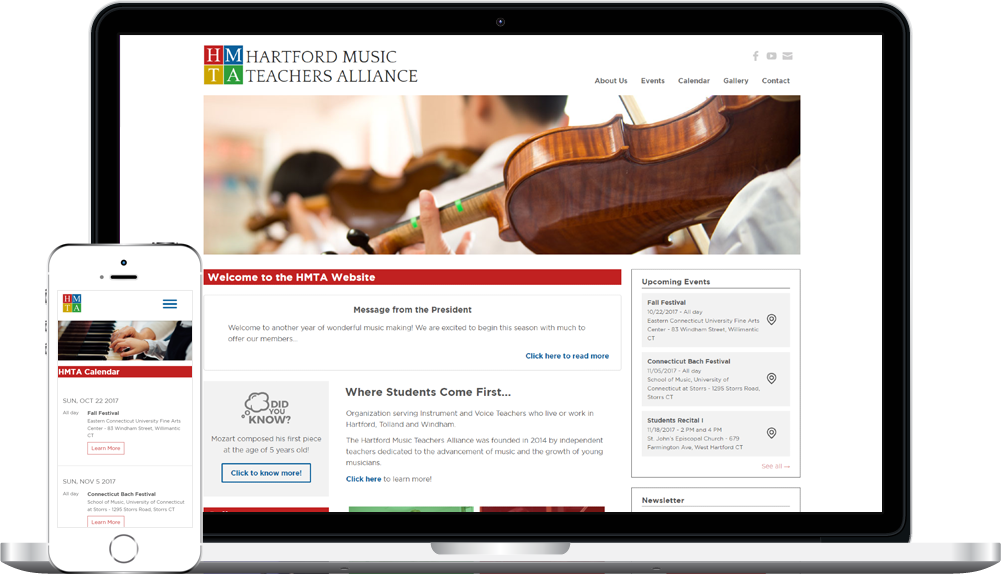 H M
T A
HARTFORD MUSIC
TEACHERS ALLIANCE
About Us Events Calendar Gallery Contact
Welcome to the HMTA Website
Message from the President
Welcome to another year of wonderful music making! We are excited to begin this season with much to
offer our members...
Click here to read more
DID
YOU
KNOW?
Mozart composed his first piece
at the age of 5 years old!
Click to know more!
Where Students Come First...
Organization serving Instrument and Voice Teachers who live or work in
Hartford, Tolland and Windham.
The Hartford Music Teachers Alliance was founded in 2014 by independent
teachers dedicated to the advancement of music and the growth of young
musicians.
Click here to learn more!
Upcoming Events
Fall Festival
10/22/2017 - All day
Eastern Connecticut University Fine Arts
Center - 83 Windham Street, Willimantic
CT
Connecticut Bach Festival
11/05/2017 - All day
School of Music, University of
Connecticut at Storrs - 1295 Storrs Road,
Storrs CT
Students Recital I
11/18/2017 - 2 PM and 4 PM
St. John's Episcopal Church - 679
Farmington Ave, West Hartford CT
See all →
Newsletter
H M
T A
HMTA Calendar
SUN, OCT 22 2017
All day Fall Festival
Eastern Connecticut University Fine Arts
Center - 83 Windham Street, Willimantic
CT
Learn More
SUN, NOV 5 2017
All day Connecticut Bach Festival
School of Music, University of Connecticut
at Storrs - 1295 Storrs Road, Storrs CT
Learn More